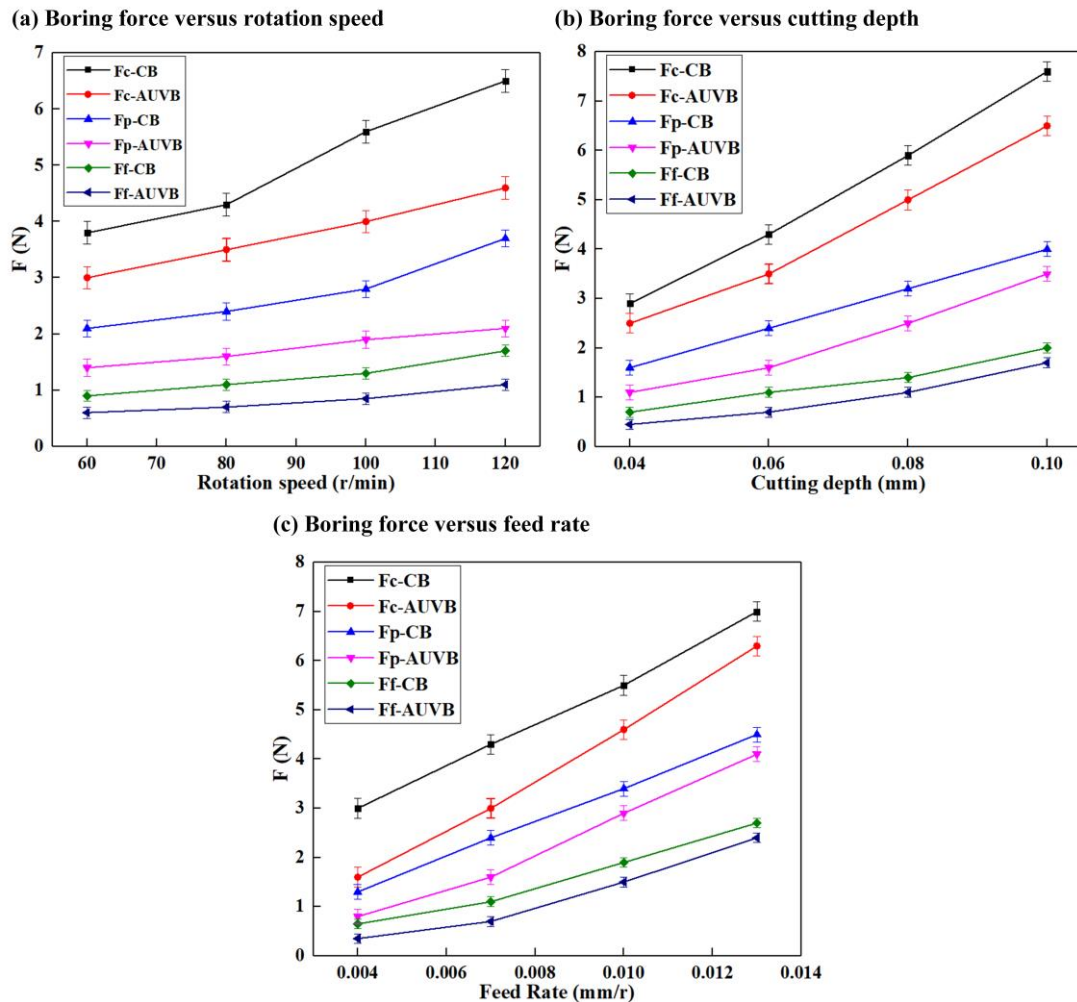 (a) Boring force versus rotation speed
7
6
5
4
3
2
1
0
F (N)
Fc-CB
Fc-AUVB
Fp-CB
Fp-AUVB
Ff-CB
Ff-AUVB
60 70 80 90 100 110 120
Rotation speed (r/min)
(b) Boring force versus cutting depth
8
7
6
5
4
3
2
1
0
F (N)
Fc-CB
Fc-AUVB
Fp-CB
Fp-AUVB
Ff-CB
Ff-AUVB
0.04 0.06 0.08 0.10
Cutting depth (mm)
(c) Boring force versus feed rate
8
7
6
5
4
3
2
1
0
F (N)
Fc-CB
Fc-AUVB
Fp-CB
Fp-AUVB
Ff-CB
Ff-AUVB
0.004 0.006 0.008 0.010 0.012 0.014
Feed Rate (mm/r)